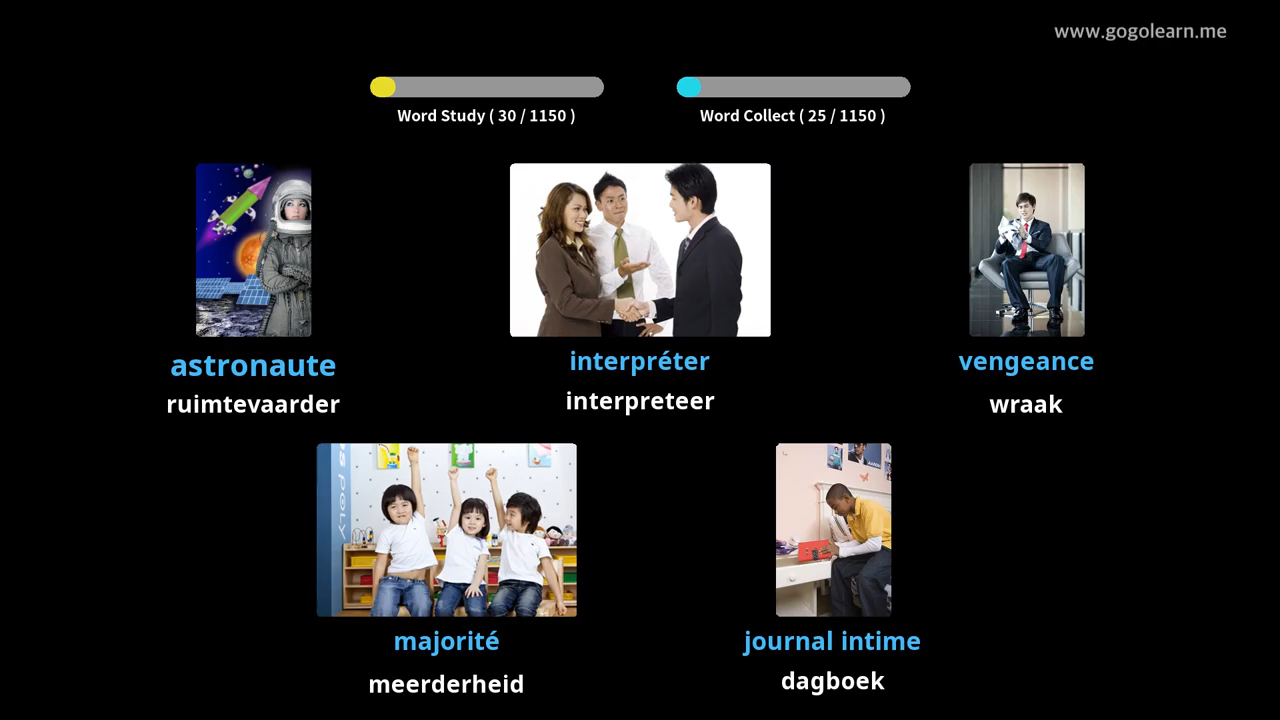 www.gogolearn.me
Word Study ( 30 / 1150 )
Word Collect ( 25 / 1150 )
astronaute
interpréter
vengeance
ruimtevaarder
interpreteer
wraak
majorité
journal intime
meerderheid
dagboek